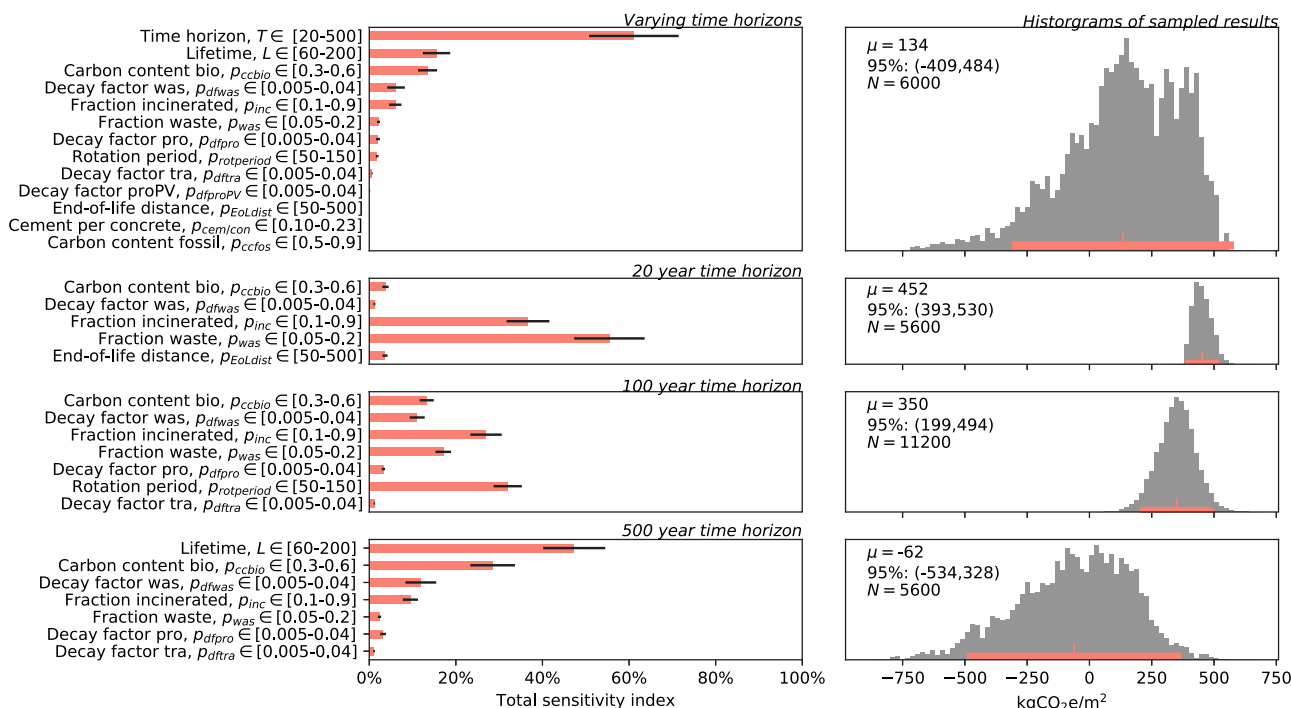 Varying time horizons
Time horizon, T ∈ [20-500]
Lifetime, L ∈ [60-200]
Carbon content bio, p_ccbio ∈ [0.3-0.6]
Decay factor was, p_dfwas ∈ [0.005-0.04]
Fraction incinerated, p_inc ∈ [0.1-0.9]
Fraction waste, p_was ∈ [0.05-0.2]
Decay factor pro, p_dfpro ∈ [0.005-0.04]
Rotation period, p_rotperiod ∈ [50-150]
Decay factor tra, p_dftra ∈ [0.005-0.04]
Decay factor proPV, p_dfproPV ∈ [0.005-0.04]
End-of-life distance, p_EoLdist ∈ [50-500]
Cement per concrete, p_cem/con ∈ [0.10-0.23]
Carbon content fossil, p_ccfos ∈ [0.5-0.9]
Historgrams of sampled results
μ = 134
95%: (-409,484)
N = 6000
20 year time horizon
Carbon content bio, p_ccbio ∈ [0.3-0.6]
Decay factor was, p_dfwas ∈ [0.005-0.04]
Fraction incinerated, p_inc ∈ [0.1-0.9]
Fraction waste, p_was ∈ [0.05-0.2]
End-of-life distance, p_EoLdist ∈ [50-500]
μ = 452
95%: (393,530)
N = 5600
100 year time horizon
Carbon content bio, p_ccbio ∈ [0.3-0.6]
Decay factor was, p_dfwas ∈ [0.005-0.04]
Fraction incinerated, p_inc ∈ [0.1-0.9]
Fraction waste, p_was ∈ [0.05-0.2]
Decay factor pro, p_dfpro ∈ [0.005-0.04]
Rotation period, p_rotperiod ∈ [50-150]
Decay factor tra, p_dftra ∈ [0.005-0.04]
μ = 350
95%: (199,494)
N = 11200
500 year time horizon
Lifetime, L ∈ [60-200]
Carbon content bio, p_ccbio ∈ [0.3-0.6]
Decay factor was, p_dfwas ∈ [0.005-0.04]
Fraction incinerated, p_inc ∈ [0.1-0.9]
Fraction waste, p_was ∈ [0.05-0.2]
Decay factor pro, p_dfpro ∈ [0.005-0.04]
Decay factor tra, p_dftra ∈ [0.005-0.04]
μ = -62
95%: (-534,328)
N = 5600
0% 20% 40% 60% 80% 100%
Total sensitivity index
−750 −500 −250 0 250 500 750
kgCO₂e/m²